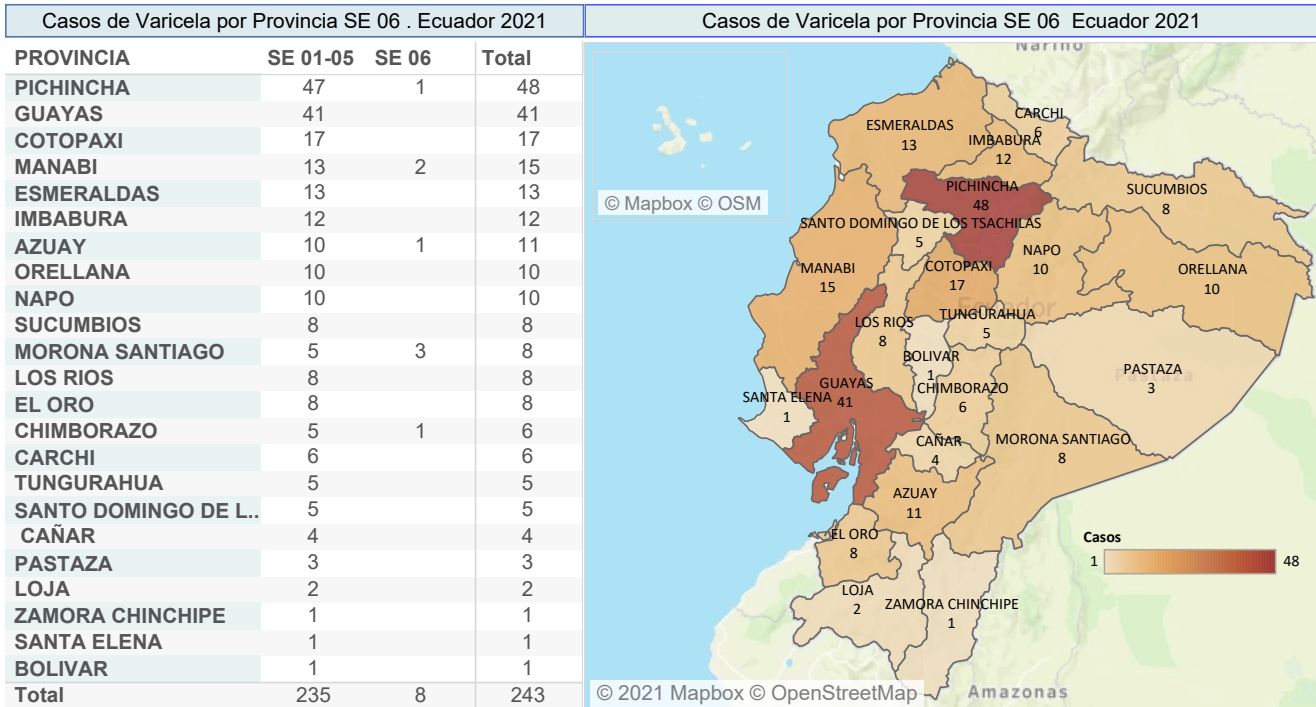 Casos de Varicela por Provincia SE 06 . Ecuador 2021
PROVINCIA SE 01-05 SE 06 Total
PICHINCHA 47 1 48
GUAYAS 41 41
COTOPAXI 17 17
MANABI 13 2 15
ESMERALDAS 13 13
IMBABURA 12 12
AZUAY 10 1 11
ORELLANA 10 10
NAPO 10 10
SUCUMBIOS 8 8
MORONA SANTIAGO 5 3 8
LOS RIOS 8 8
EL ORO 8 8
CHIMBORAZO 5 1 6
CARCHI 6 6
TUNGURAHUA 5 5
SANTO DOMINGO DE L.. 5 5
CAÑAR 4 4
PASTAZA 3 3
LOJA 2 2
ZAMORA CHINCHIPE 1 1
SANTA ELENA 1 1
BOLIVAR 1 1
Total 235 8 243
Casos de Varicela por Provincia SE 06 Ecuador 2021
Nariño
CARCHI
6
ESMERALDAS
13
IMBABURA
12
PICHINCHA
48
SUCUMBIOS
8
© Mapbox © OSM
SANTO DOMINGO DE LOS TSACHILAS
5
NAPO
10
MANABI
15
COTOPAXI
17
ORELLANA
10
Ecuador
TUNGURAHUA
5
LOS RIOS
8
BOLIVAR
1
PASTAZA
3
Pastaza
GUAYAS
41
CHIMBORAZO
6
SANTA ELENA
1
CAÑAR
4
MORONA SANTIAGO
8
AZUAY
11
EL ORO
8
Casos
1 48
LOJA
2
ZAMORA CHINCHIPE
1
© 2021 Mapbox © OpenStreetMap
Amazonas